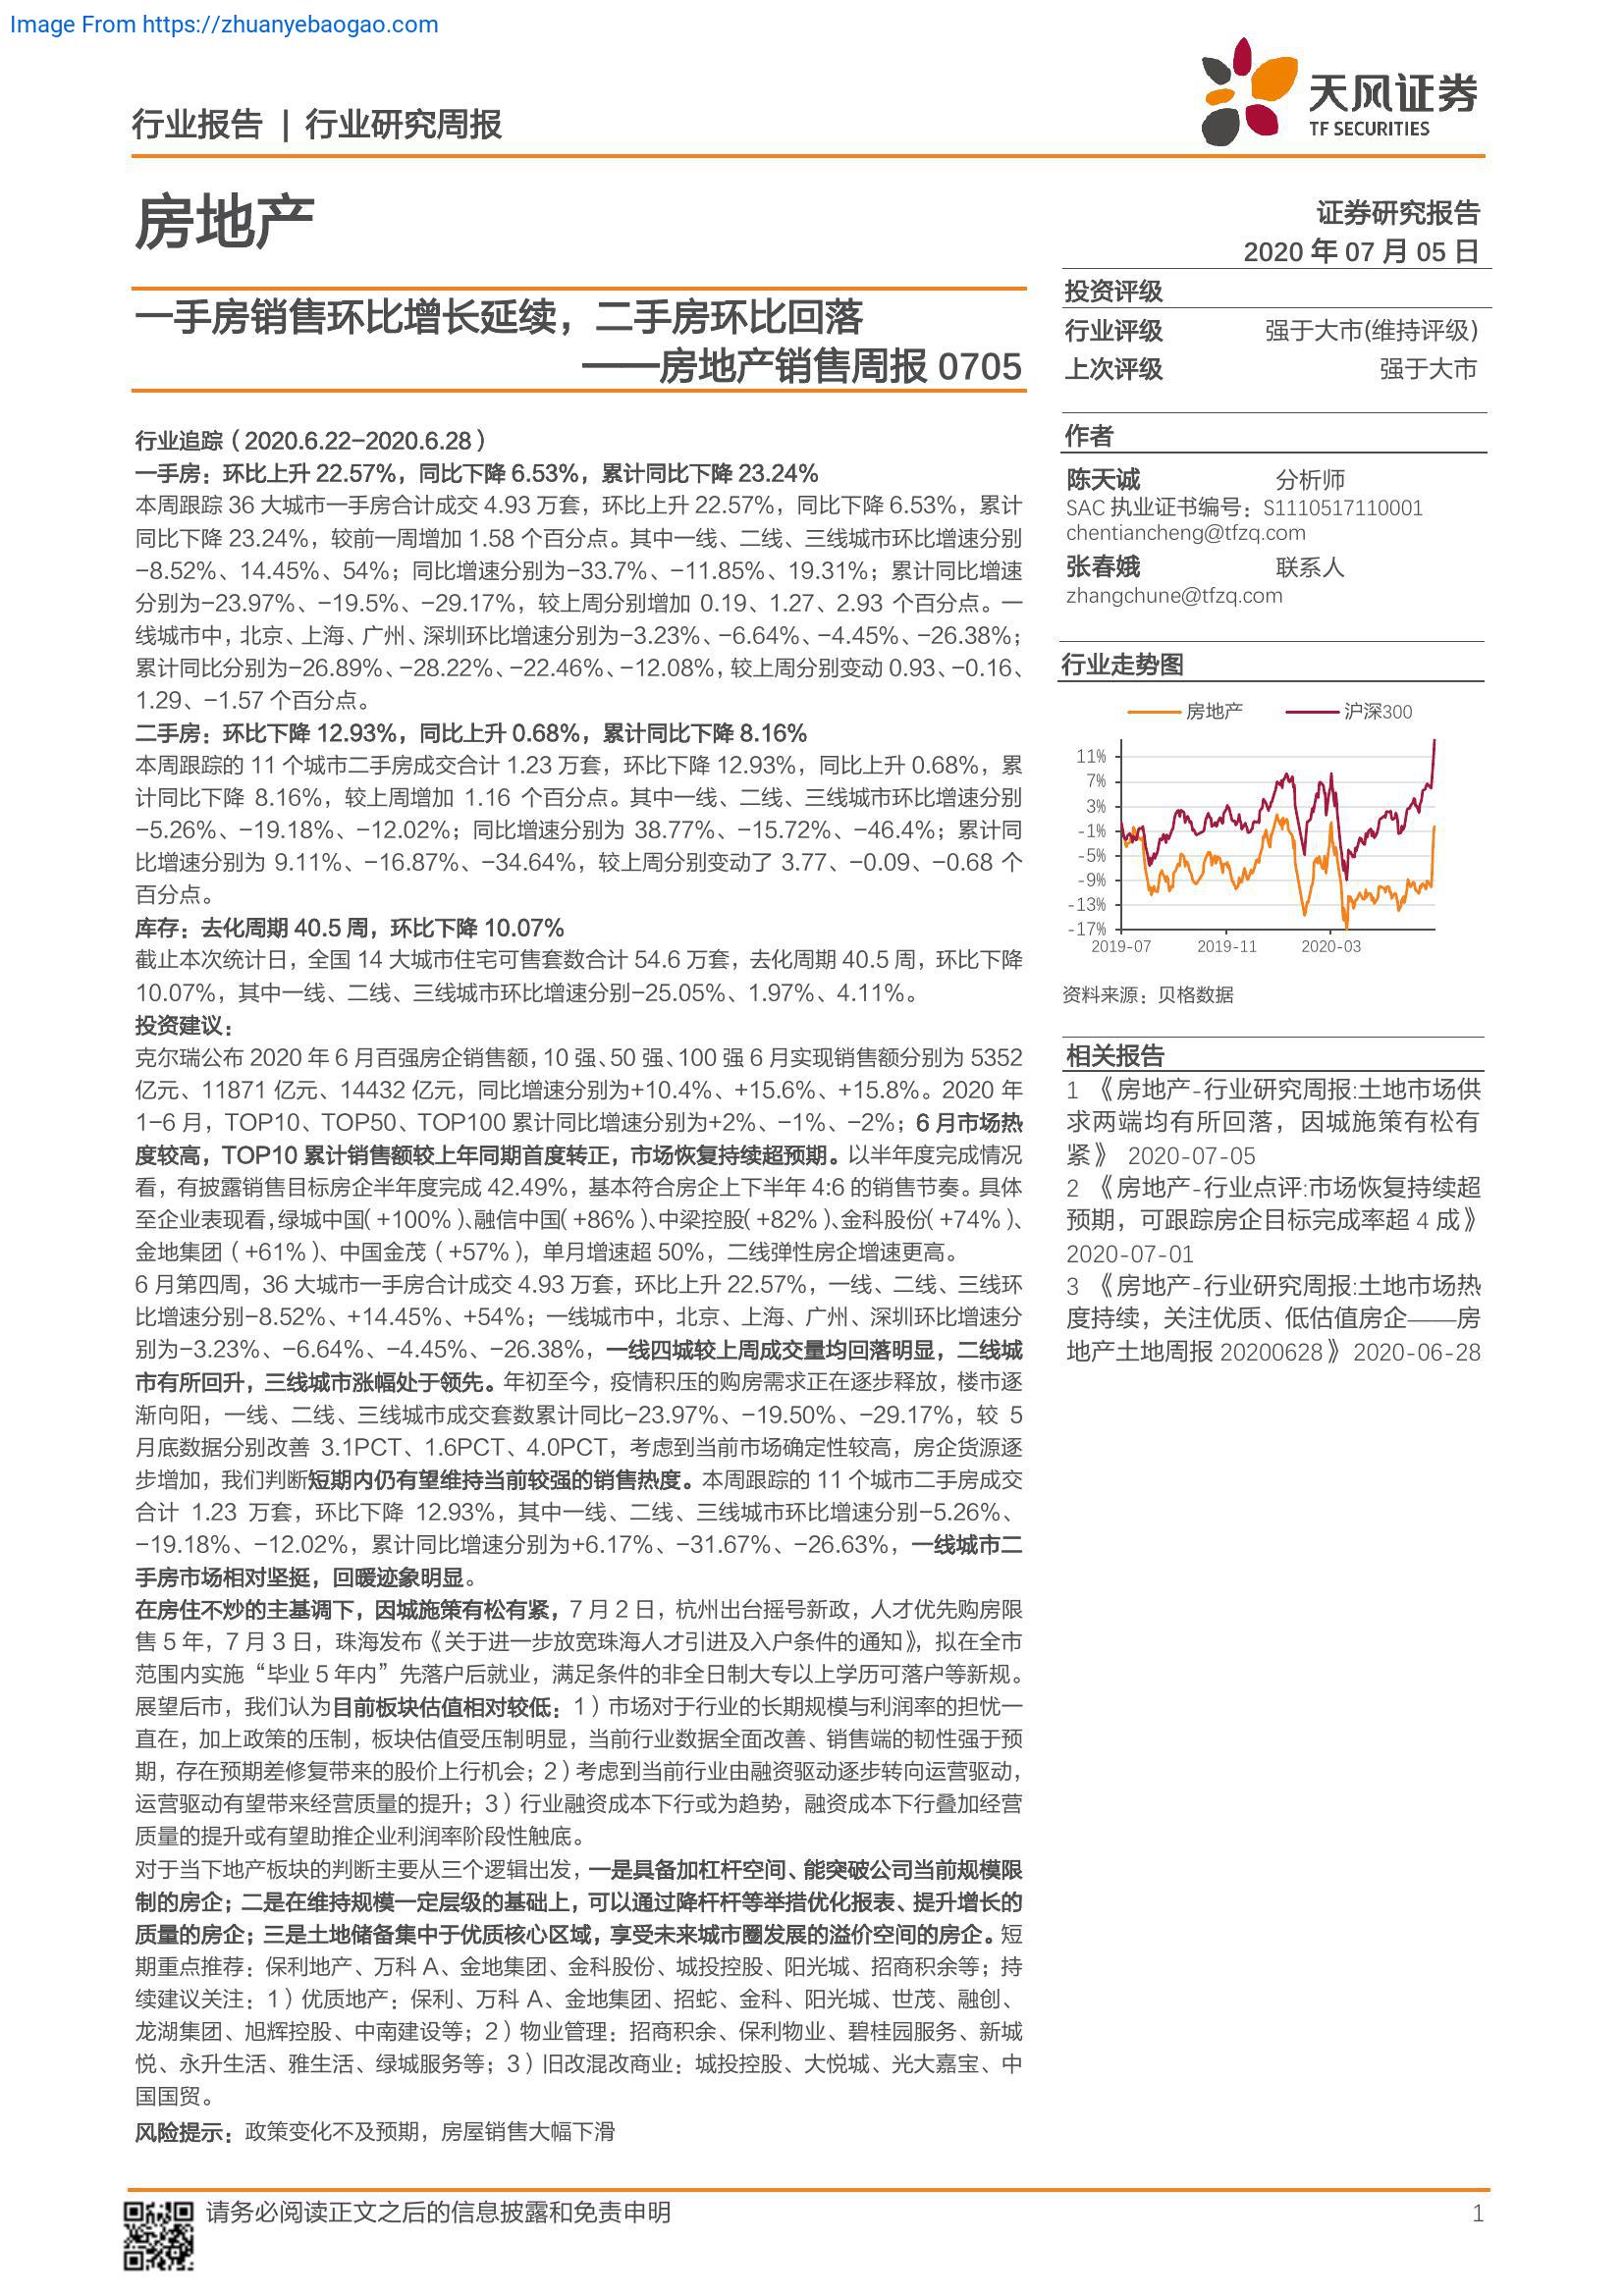 Image From https://zhuanyebaogao.com
行业报告 | 行业研究周报
天风证券
TF SECURITIES
房地产
证券研究报告
2020 年 07 月 05 日
一手房销售环比增长延续，二手房环比回落
——房地产销售周报 0705
行业追踪（2020.6.22-2020.6.28）
一手房：环比上升 22.57%，同比下降 6.53%，累计同比下降 23.24%
本周跟踪 36 大城市一手房合计成交 4.93 万套，环比上升 22.57%，同比下降 6.53%，累计
同比下降 23.24%，较前一周增加 1.58 个百分点。其中一线、二线、三线城市环比增速分别
-8.52%、14.45%、54%；同比增速分别为-33.7%、-11.85%、19.31%；累计同比增速
分别为-23.97%、-19.5%、-29.17%，较上周分别增加 0.19、1.27、2.93 个百分点。一
线城市中，北京、上海、广州、深圳环比增速分别为-3.23%、-6.64%、-4.45%、-26.38%；
累计同比分别为-26.89%、-28.22%、-22.46%、-12.08%，较上周分别变动 0.93、-0.16、
1.29、-1.57 个百分点。
二手房：环比下降 12.93%，同比上升 0.68%，累计同比下降 8.16%
本周跟踪的 11 个城市二手房成交合计 1.23 万套，环比下降 12.93%，同比上升 0.68%，累
计同比下降 8.16%，较上周增加 1.16 个百分点。其中一线、二线、三线城市环比增速分别
-5.26%、-19.18%、-12.02%；同比增速分别为 38.77%、-15.72%、-46.4%；累计同
比增速分别为 9.11%、-16.87%、-34.64%，较上周分别变动了 3.77、-0.09、-0.68 个
百分点。
库存：去化周期 40.5 周，环比下降 10.07%
截止本次统计日，全国 14 大城市住宅可售套数合计 54.6 万套，去化周期 40.5 周，环比下降
10.07%，其中一线、二线、三线城市环比增速分别-25.05%、1.97%、4.11%。
投资建议：
克尔瑞公布 2020 年 6 月百强房企销售额，10 强、50 强、100 强 6 月实现销售额分别为 5352
亿元、11871 亿元、14432 亿元，同比增速分别为+10.4%、+15.6%、+15.8%。2020 年
1-6 月，TOP10、TOP50、TOP100 累计同比增速分别为+2%、-1%、-2%；6 月市场热
度较高，TOP10 累计销售额较上年同期首度转正，市场恢复持续超预期。以半年度完成情况
看，有披露销售目标房企半年度完成 42.49%，基本符合房企上下半年 4:6 的销售节奏。具体
至企业表现看，绿城中国（+100%）、融信中国（+86%）、中梁控股（+82%）、金科股份（+74%）、
金地集团（+61%）、中国金茂（+57%），单月增速超 50%，二线弹性房企增速更高。
6 月第四周，36 大城市一手房合计成交 4.93 万套，环比上升 22.57%，一线、二线、三线环
比增速分别-8.52%、+14.45%、+54%；一线城市中，北京、上海、广州、深圳环比增速分
别为-3.23%、-6.64%、-4.45%、-26.38%，一线四城较上周成交量均回落明显，二线城
市有所回升，三线城市涨幅处于领先。年初至今，疫情积压的购房需求正在逐步释放，楼市逐
渐向阳，一线、二线、三线城市成交套数累计同比-23.97%、-19.50%、-29.17%，较 5
月底数据分别改善 3.1PCT、1.6PCT、4.0PCT，考虑到当前市场确定性较高，房企货源逐
步增加，我们判断短期内仍有望维持当前较强的销售热度。本周跟踪的 11 个城市二手房成交
合计 1.23 万套，环比下降 12.93%，其中一线、二线、三线城市环比增速分别-5.26%、
-19.18%、-12.02%，累计同比增速分别为+6.17%、-31.67%、-26.63%，一线城市二
手房市场相对坚挺，回暖迹象明显。
在房住不炒的主基调下，因城施策有松有紧，7 月 2 日，杭州出台摇号新政，人才优先购房限
售 5 年，7 月 3 日，珠海发布《关于进一步放宽珠海人才引进及入户条件的通知》，拟在全市
范围内实施“毕业 5 年内”先落户后就业，满足条件的非全日制大专以上学历可落户等新规。
展望后市，我们认为目前板块估值相对较低：1）市场对于行业的长期规模与利润率的担忧一
直在，加上政策的压制，板块估值受压制明显，当前行业数据全面改善、销售端的韧性强于预
期，存在预期差修复带来的股价上行机会；2）考虑到当前行业由融资驱动逐步转向运营驱动，
运营驱动有望带来经营质量的提升；3）行业融资成本下行或为趋势，融资成本下行叠加经营
质量的提升或有望助推企业利润率阶段性触底。
对于当下地产板块的判断主要从三个逻辑出发，一是具备加杠杆空间、能突破公司当前规模限
制的房企；二是在维持规模一定层级的基础上，可以通过降杆杆等举措优化报表、提升增长的
质量的房企；三是土地储备集中于优质核心区域，享受未来城市圈发展的溢价空间的房企。短
期重点推荐：保利地产、万科 A、金地集团、金科股份、城投控股、阳光城、招商积余等；持
续建议关注：1）优质地产：保利、万科 A、金地集团、招蛇、金科、阳光城、世茂、融创、
龙湖集团、旭辉控股、中南建设等；2）物业管理：招商积余、保利物业、碧桂园服务、新城
悦、永升生活、雅生活、绿城服务等；3）旧改混改商业：城投控股、大悦城、光大嘉宝、中
国国贸。
风险提示：政策变化不及预期，房屋销售大幅下滑
投资评级
行业评级 强于大市(维持评级)
上次评级 强于大市
作者
陈天诚 分析师
SAC 执业证书编号：S1110517110001
chentiancheng@tfzq.com
张春娥 联系人
zhangchune@tfzq.com
行业走势图
房地产 沪深300
11%
7%
3%
-1%
-5%
-9%
-13%
-17%
2019-07 2019-11 2020-03
资料来源：贝格数据
相关报告
1 《房地产-行业研究周报:土地市场供
求两端均有所回落，因城施策有松有
紧》 2020-07-05
2 《房地产-行业点评:市场恢复持续超
预期，可跟踪房企目标完成率超 4 成》
2020-07-01
3 《房地产-行业研究周报:土地市场热
度持续，关注优质、低估值房企——房
地产土地周报 20200628》 2020-06-28
请务必阅读正文之后的信息披露和免责申明
1